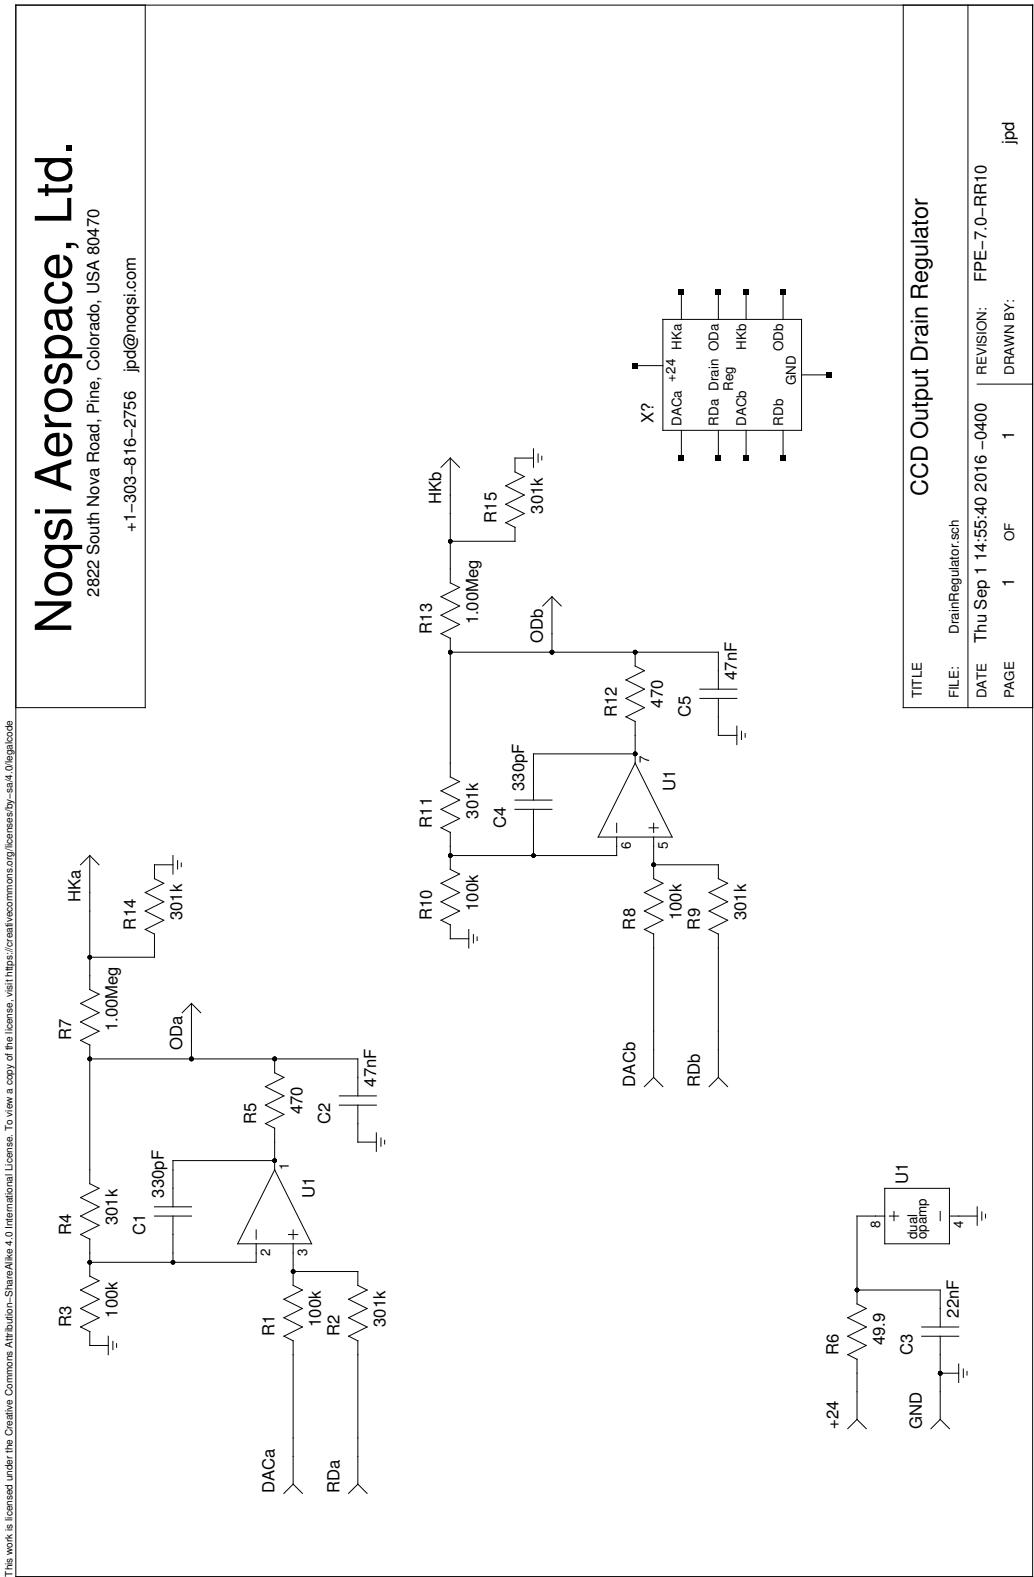 This work is licensed under the Creative Commons Attribution−ShareAlike 4.0 International License. To view a copy of the license, visit https://creativecommons.org/licenses/by−sa/4.0/legalcode
Noqsi Aerospace, Ltd.
2822 South Nova Road, Pine, Colorado, USA 80470
+1−303−816−2756 jpd@noqsi.com
R3
100k
R4
301k
R7
1.00Meg
HKa
R14
301k
C1
330pF
ODa
2
3
1
U1
R5
470
C2
47nF
DACa
R1
100k
RDa
R2
301k
R10
100k
R11
301k
R13
1.00Meg
HKb
R15
301k
C4
330pF
ODb
6
5
7
U1
R12
470
C5
47nF
DACb
R8
100k
RDb
R9
301k
X?
DACa +24 HKa
RDa Drain ODa
Reg
DACb HKb
RDb ODb
GND
+24
R6
49.9
GND
C3
22nF
U1
8 +
dual
opamp
4 −
TITLE
CCD Output Drain Regulator
FILE: DrainRegulator.sch
DATE Thu Sep 1 14:55:40 2016 −0400 REVISION: FPE−7.0−RR10
PAGE 1 OF 1 DRAWN BY: jpd